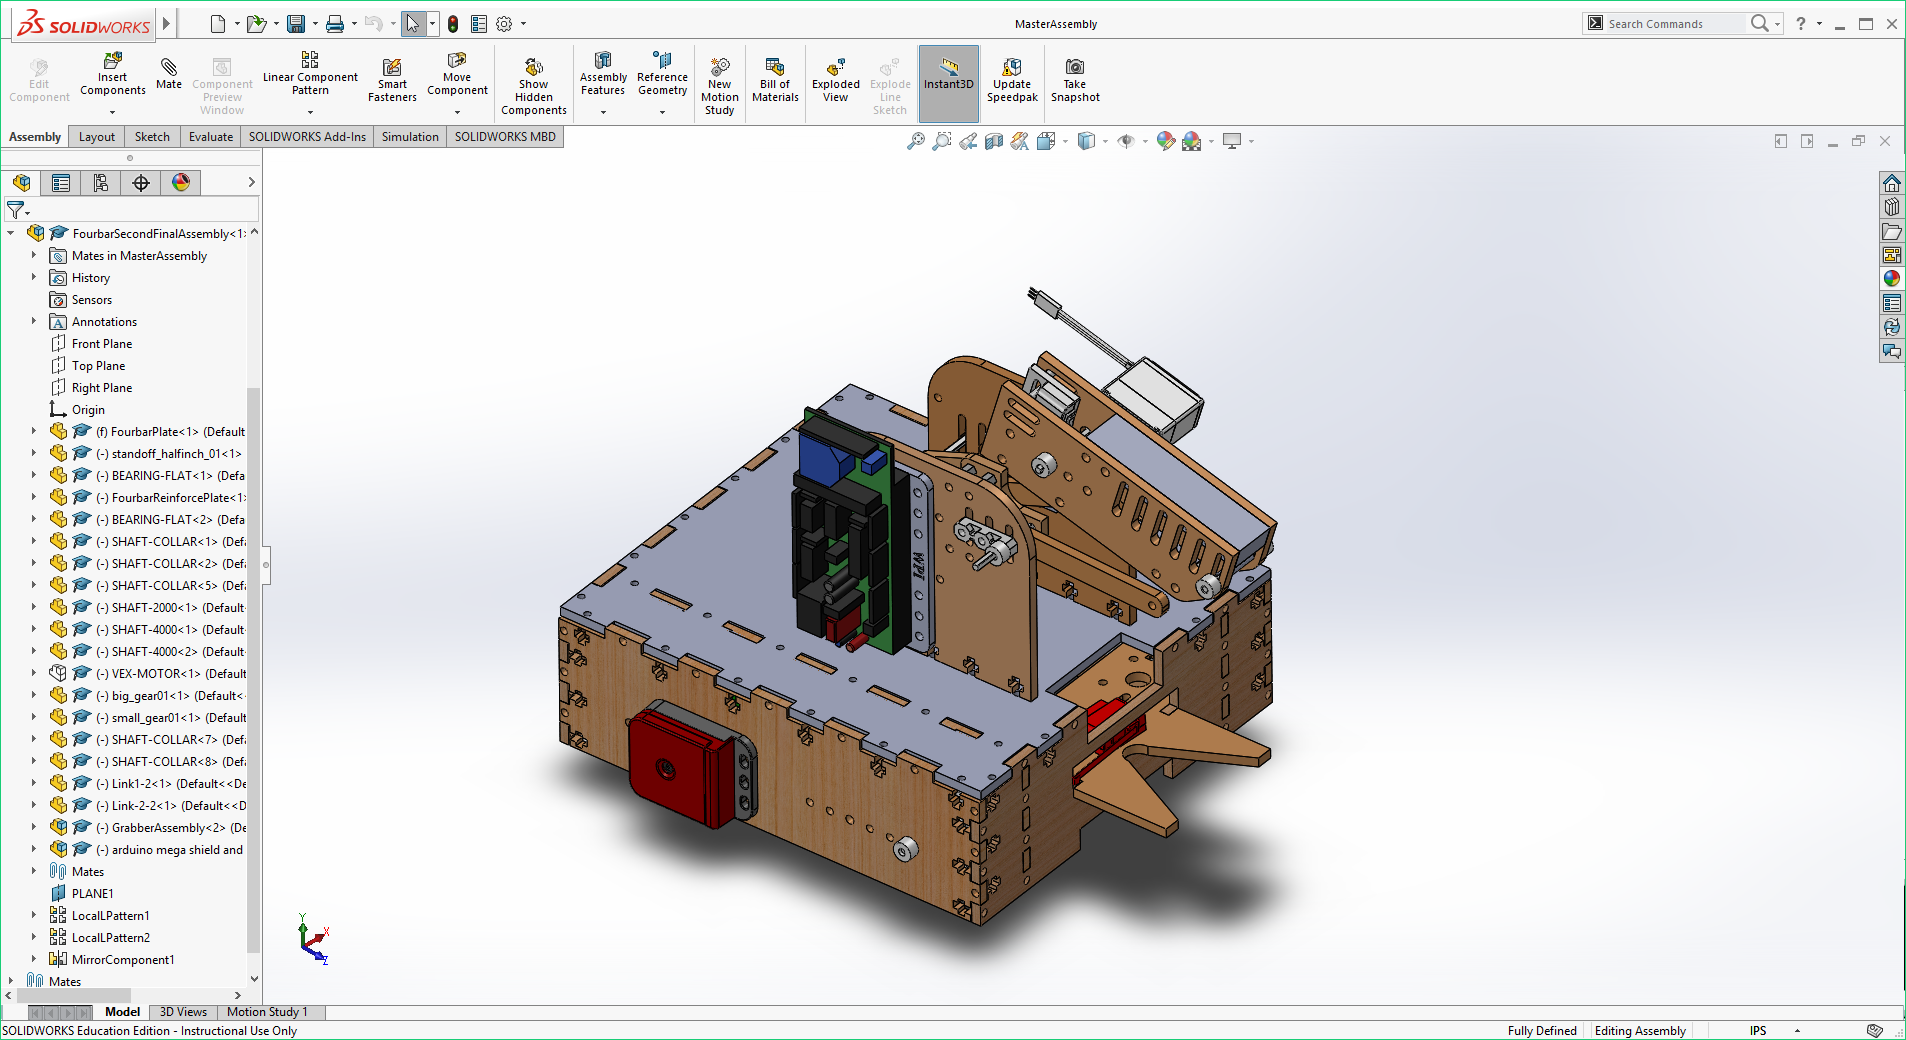 SOLIDWORKS
MasterAssembly
Search Commands
Edit Component
Insert Components
Mate
Component Preview Window
Linear Component Pattern
Smart Fasteners
Move Component
Show Hidden Components
Assembly Features
Reference Geometry
New Motion Study
Bill of Materials
Exploded View
Explode Line Sketch
Instant3D
Update Speedpak
Take Snapshot
Assembly
Layout
Sketch
Evaluate
SOLIDWORKS Add-Ins
Simulation
SOLIDWORKS MBD
FourbarSecondFinalAssembly<1>
Mates in MasterAssembly
History
Sensors
Annotations
Front Plane
Top Plane
Right Plane
Origin
(f) FourbarPlate<1> (Default
(-) standoff_halfinch_01<1>
(-) BEARING-FLAT<1> (Defa
(-) FourbarReinforcePlate<1>
(-) BEARING-FLAT<2> (Defa
(-) SHAFT-COLLAR<1> (Defa
(-) SHAFT-COLLAR<2> (Defa
(-) SHAFT-COLLAR<5> (Defa
(-) SHAFT-2000<1> (Default
(-) SHAFT-4000<1> (Default
(-) SHAFT-4000<2> (Default
(-) VEX-MOTOR<1> (Default
(-) big_gear01<1> (Default<
(-) small_gear01<1> (Default
(-) SHAFT-COLLAR<7> (Defa
(-) SHAFT-COLLAR<8> (Defa
(-) Link1-2<1> (Default<<De
(-) Link-2-2<1> (Default<<D
(-) GrabberAssembly<2> (De
(-) arduino mega shield and
Mates
PLANE1
LocalLPattern1
LocalLPattern2
MirrorComponent1
Mates
WPI
Y
X
Z
Model
3D Views
Motion Study 1
SOLIDWORKS Education Edition - Instructional Use Only
Fully Defined
Editing Assembly
IPS